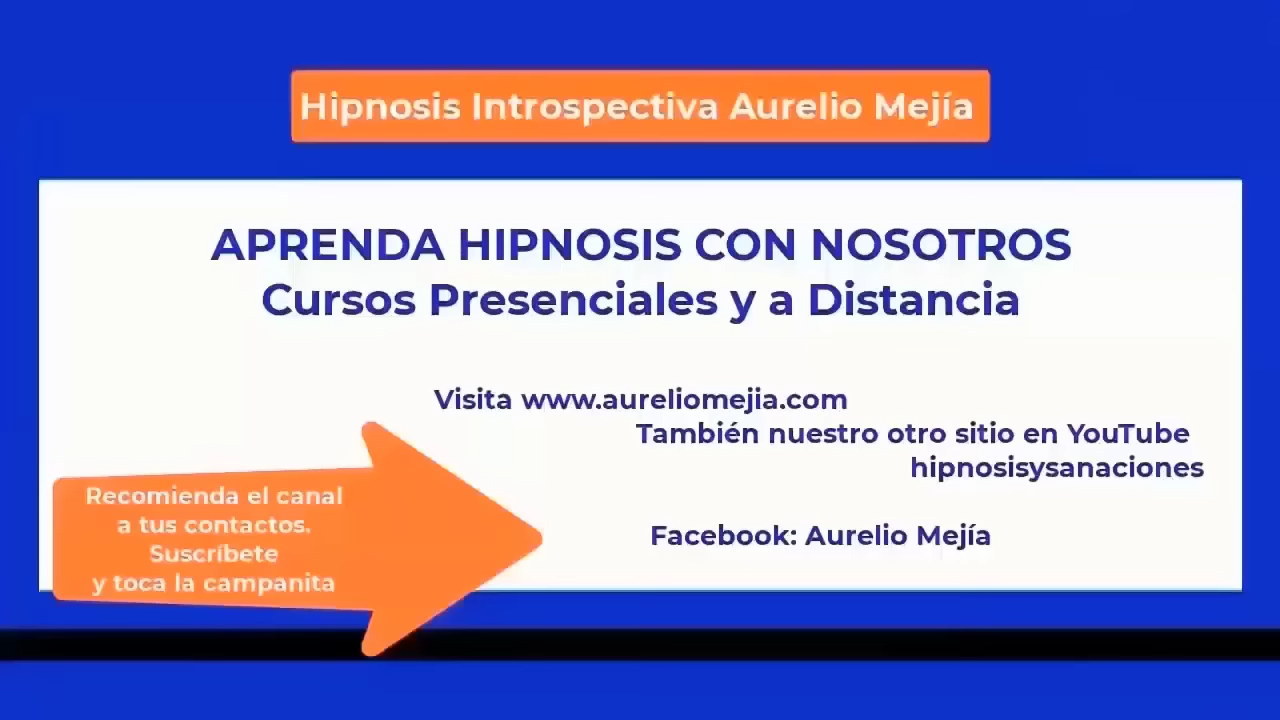 Hipnosis Introspectiva Aurelio Mejía
APRENDA HIPNOSIS CON NOSOTROS
Cursos Presenciales y a Distancia
Visita www.aureliomejia.com
También nuestro otro sitio en YouTube
hipnosisysanaciones
Facebook: Aurelio Mejía
Recomienda el canal
a tus contactos.
Suscríbete
y toca la campanita